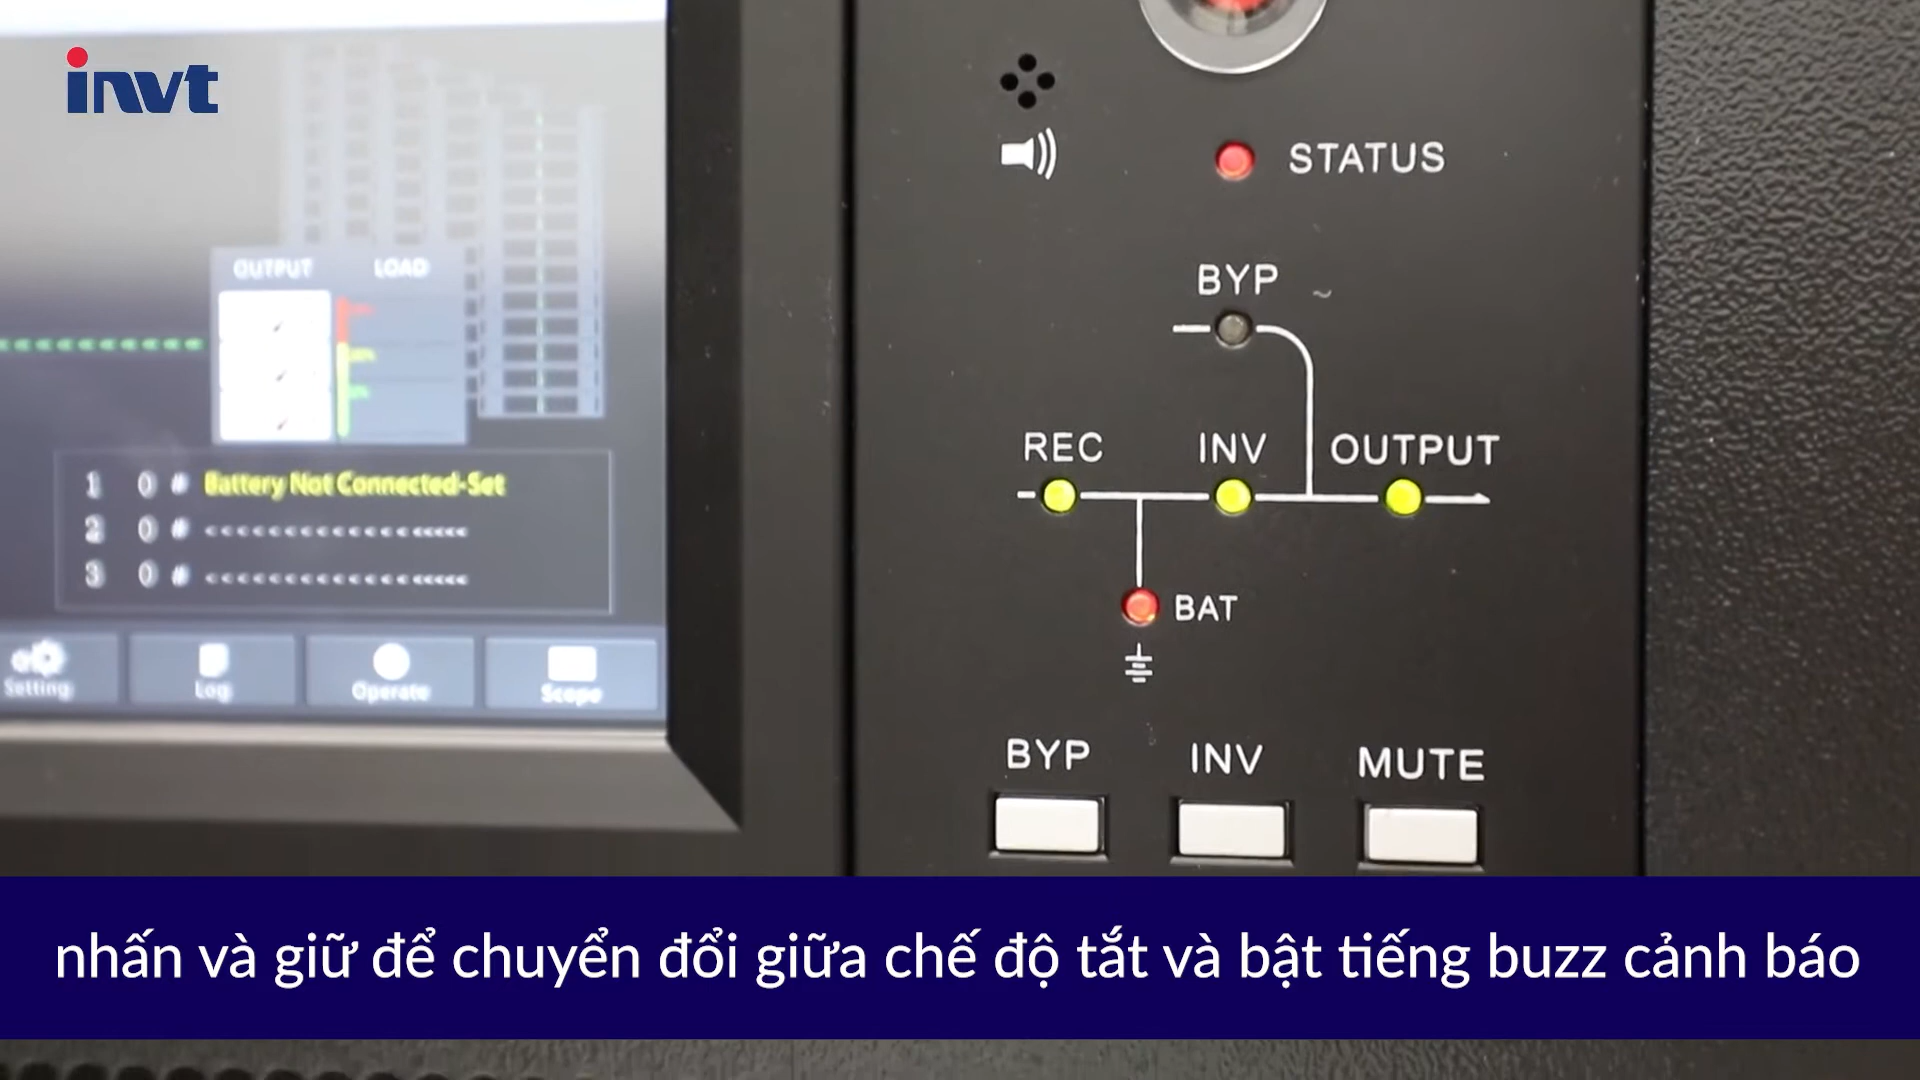 invt
OUTPUT LOAD
1 0 # Battery Not Connected-Set
2 0 # <<<<<<<<<<<<<<<<<
3 0 # <<<<<<<<<<<<<<<<<
Setting Log Operate Scope
STATUS
BYP ~
REC INV OUTPUT
BAT
BYP INV MUTE
nhấn và giữ để chuyển đổi giữa chế độ tắt và bật tiếng buzz cảnh báo